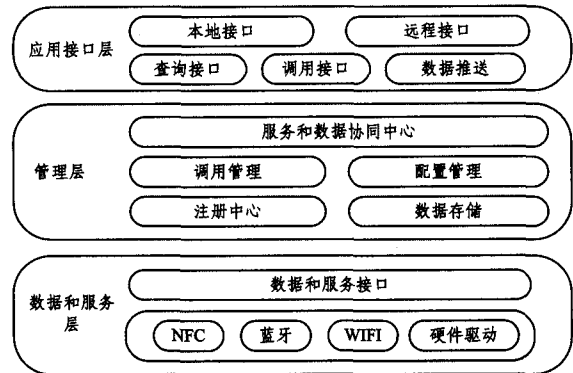 应用接口层
本地接口 远程接口
查询接口 调用接口 数据推送
管理层
服务和数据协同中心
调用管理 配置管理
注册中心 数据存储
数据和服务
层
数据和服务接口
NFC 蓝牙 WIFI 硬件驱动